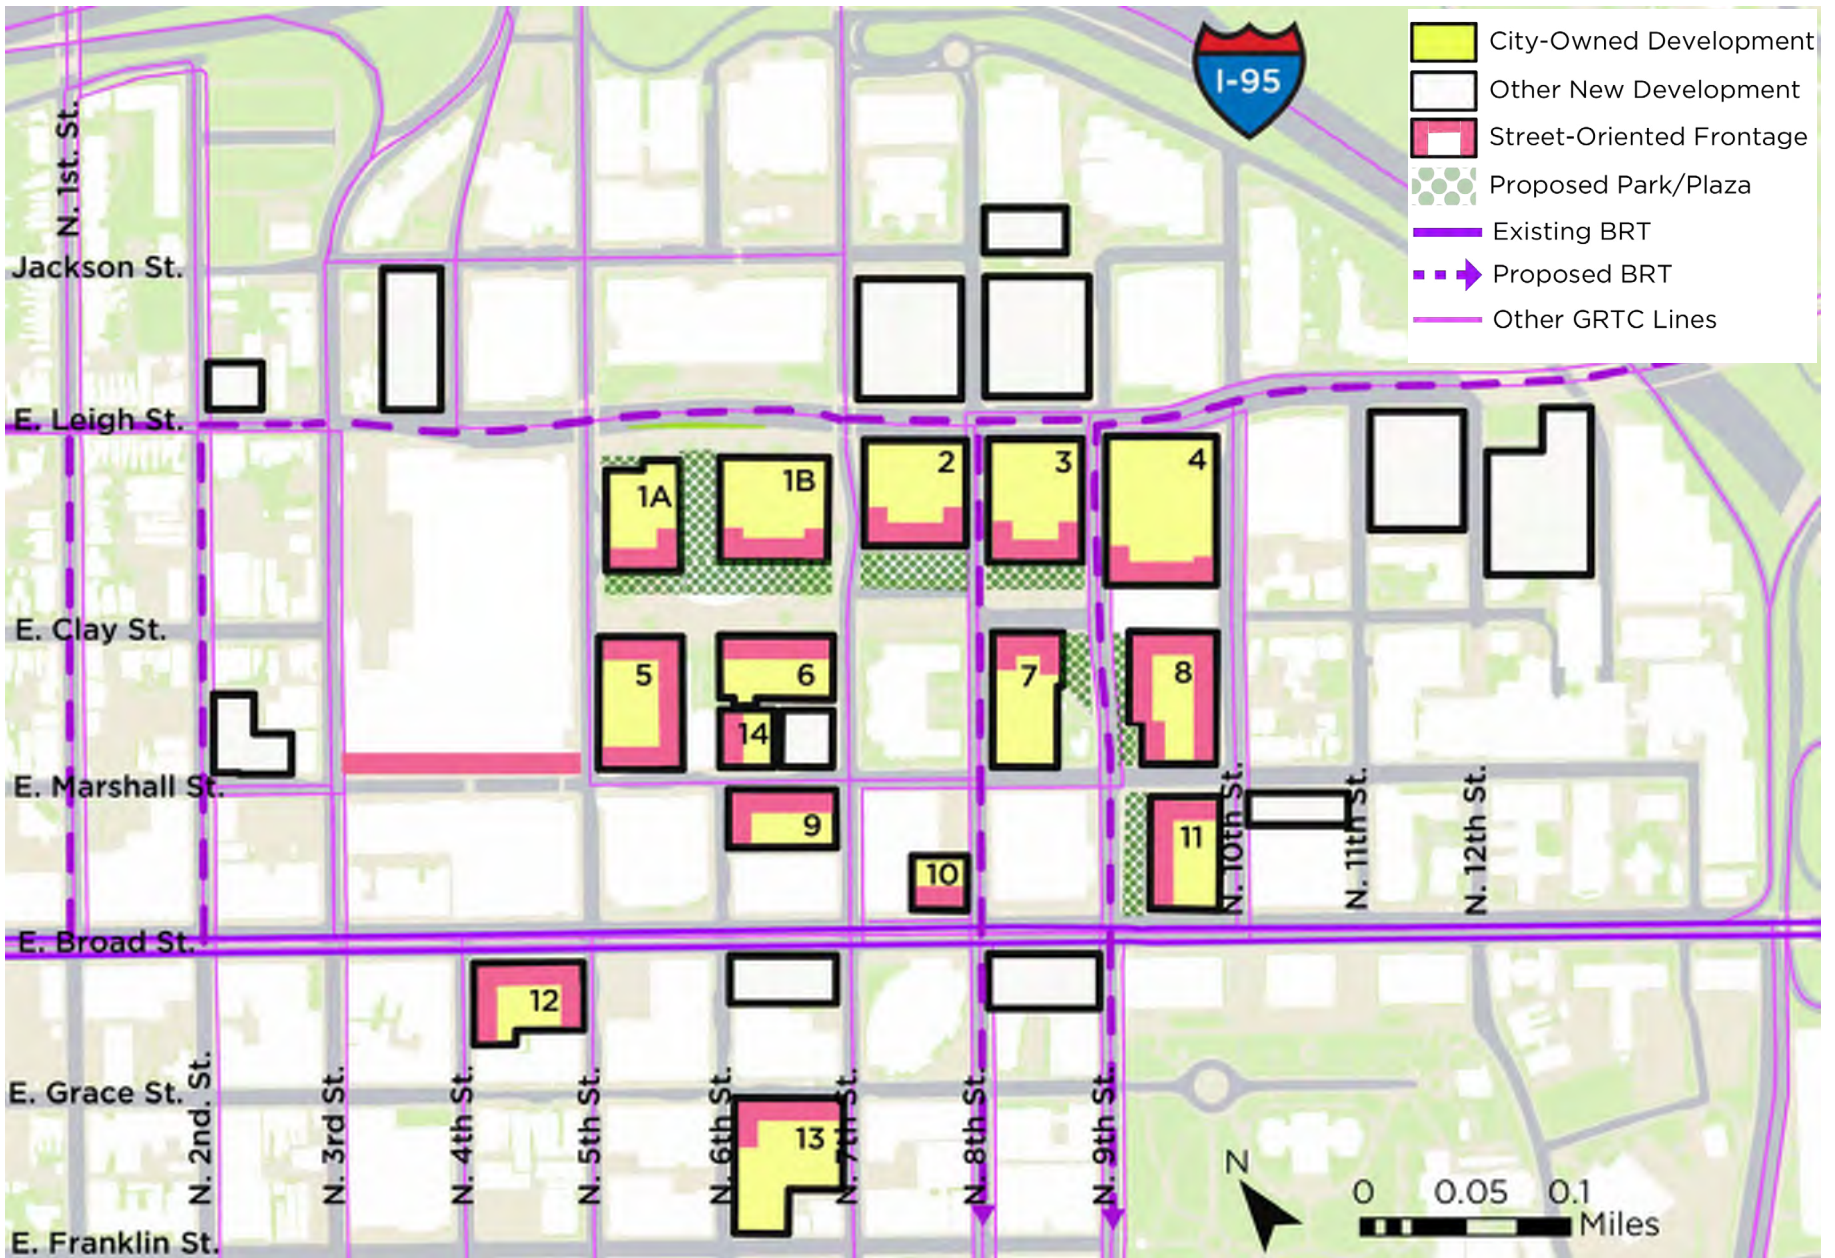 I-95
City-Owned Development
Other New Development
Street-Oriented Frontage
Proposed Park/Plaza
Existing BRT
Proposed BRT
Other GRTC Lines
N. 1st. St.
Jackson St.
E. Leigh St.
1A
1B
2
3
4
E. Clay St.
5
6
7
8
14
E. Marshall St.
9
10
11
N. 10th St.
N. 11th St.
N. 12th St.
E. Broad St.
12
E. Grace St.
13
N. 2nd. St.
N. 3rd St.
N. 4th St.
N. 5th St.
N. 6th St.
N. 7th St.
N. 8th St.
N. 9th St.
N
0 0.05 0.1
Miles
E. Franklin St.